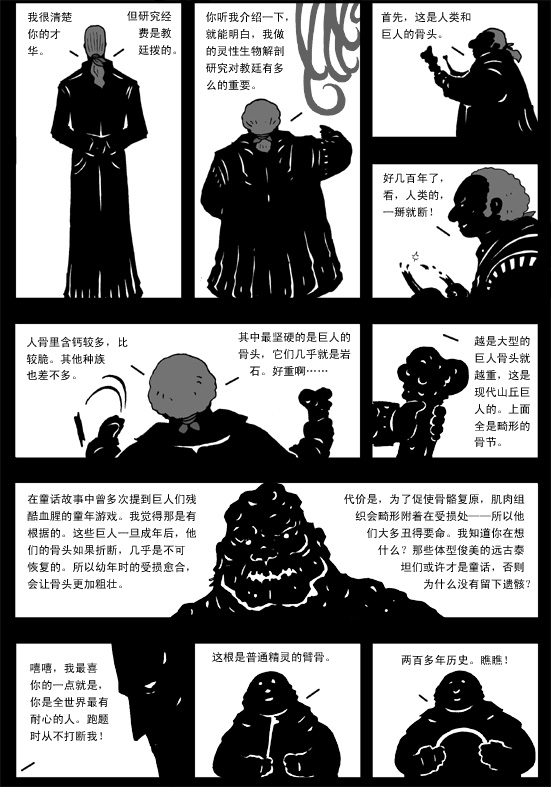 我很清楚
你的才
华。
但研究经
费是教
廷拨的。
你听我介绍一下，
就能明白，我做
的灵性生物解剖
研究对教廷有多
么的重要。
首先，这是人类和
巨人的骨头。
好几百年了，
看，人类的，
一掰就断！
人骨里含钙较多，比
较脆。其他种族
也差不多。
其中最坚硬的是巨人的
骨头，它们几乎就是岩
石。好重啊……
越是大型的
巨人骨头就
越重，这是
现代山丘巨
人的。上面
全是畸形的
骨节。
在童话故事中曾多次提到巨人们残
酷血腥的童年游戏。我觉得那是有
根据的。这些巨人一旦成年后，他
们的骨头如果折断，几乎是不可
恢复的。所以幼年时的受损愈合，
会让骨头更加粗壮。
代价是，为了促使骨骼复原，肌肉组
织会畸形附着在受损处——所以他
们大多丑得要命。我知道你在想
什么？那些体型俊美的远古泰
坦们或许才是童话，否则
为什么没有留下遗骸？
嘻嘻，我最喜
你的一点就是，
你是全世界最有
耐心的人。跑题
时从不打断我！
这根是普通精灵的臂骨。
两百多年历史。瞧瞧！